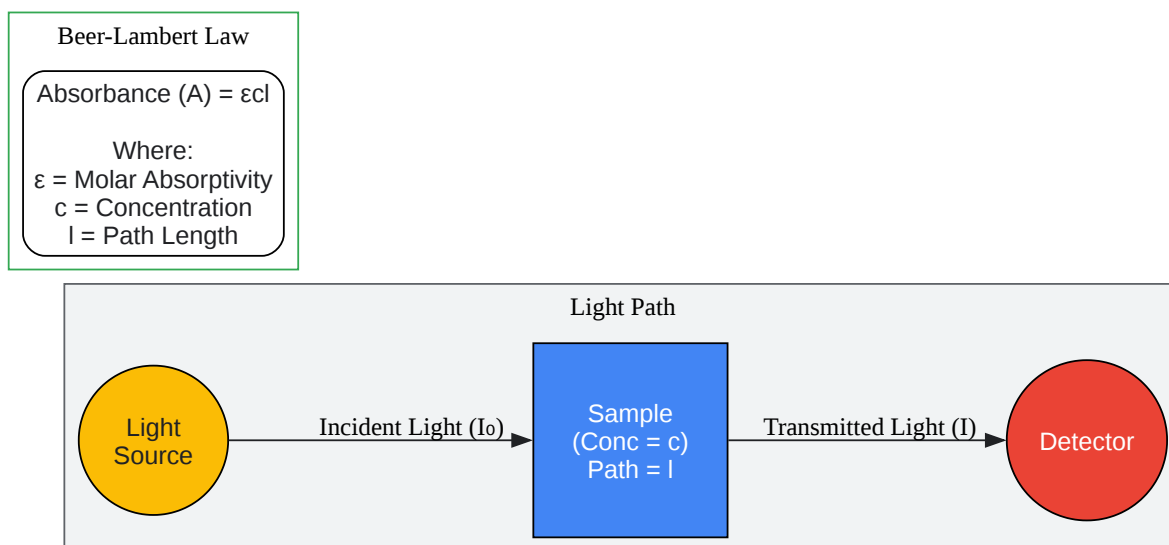 Beer-Lambert Law
Absorbance (A) = εcl
Where:
ε = Molar Absorptivity
c = Concentration
l = Path Length
Light Path
Light
Source
Incident Light (I₀)
Sample
(Conc = c)
Path = l
Transmitted Light (I)
Detector